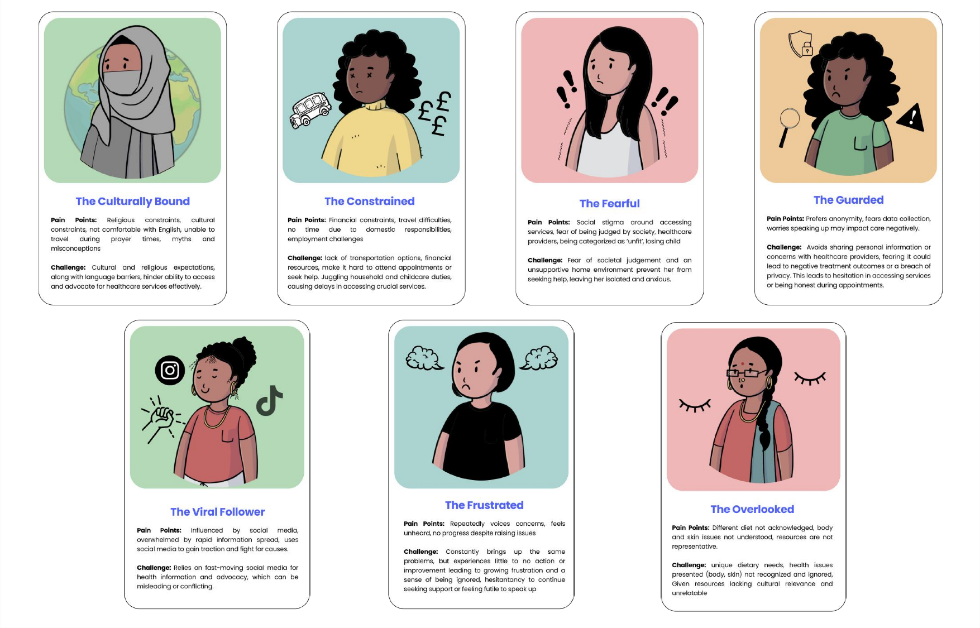 The Culturally Bound
Pain Points: Religious constraints, cultural
constraints, not comfortable with English, unable to
travel during prayer times, myths and
misconceptions
Challenge: Cultural and religious expectations,
along with language barriers, hinder ability to access
and advocate for healthcare services effectively.
£
£
£
The Constrained
Pain Points: Financial constraints, travel difficulties,
no time due to domestic responsibilities,
employment challenges
Challenge: lack of transportation options, financial
resources, make it hard to attend appointments or
seek help. Juggling household and childcare duties,
causing delays in accessing crucial services.
The Fearful
Pain Points: Social stigma around accessing
services, fear of being judged by society, healthcare
providers, being categorized as 'unfit', losing child
Challenge: Fear of societal judgement and an
unsupportive home environment prevent her from
seeking help, leaving her isolated and anxious.
The Guarded
Pain Points: Prefers anonymity, fears data collection,
worries speaking up may impact care negatively.
Challenge: Avoids sharing personal information or
concerns with healthcare providers, fearing it could
lead to negative treatment outcomes or a breach of
privacy. This leads to hesitation in accessing services
or being honest during appointments.
The Viral Follower
Pain Points: Influenced by social media,
overwhelmed by rapid information spread, uses
social media to gain traction and fight for causes.
Challenge: Relies on fast-moving social media for
health information and advocacy, which can be
misleading or conflicting.
The Frustrated
Pain Points: Repeatedly voices concerns, feels
unheard, no progress despite raising issues
Challenge: Constantly brings up the same
problems, but experiences little to no action or
improvement leading to growing frustration and a
sense of being ignored, hesitantancy to continue
seeking support or feeling futile to speak up
The Overlooked
Pain Points: Different diet not acknowledged, body
and skin issues not understood, resources are not
representative.
Challenge: unique dietary needs, health issues
presented (body, skin) not recognized and Ignored,
Given resources lacking cultural relevance and
unrelatable